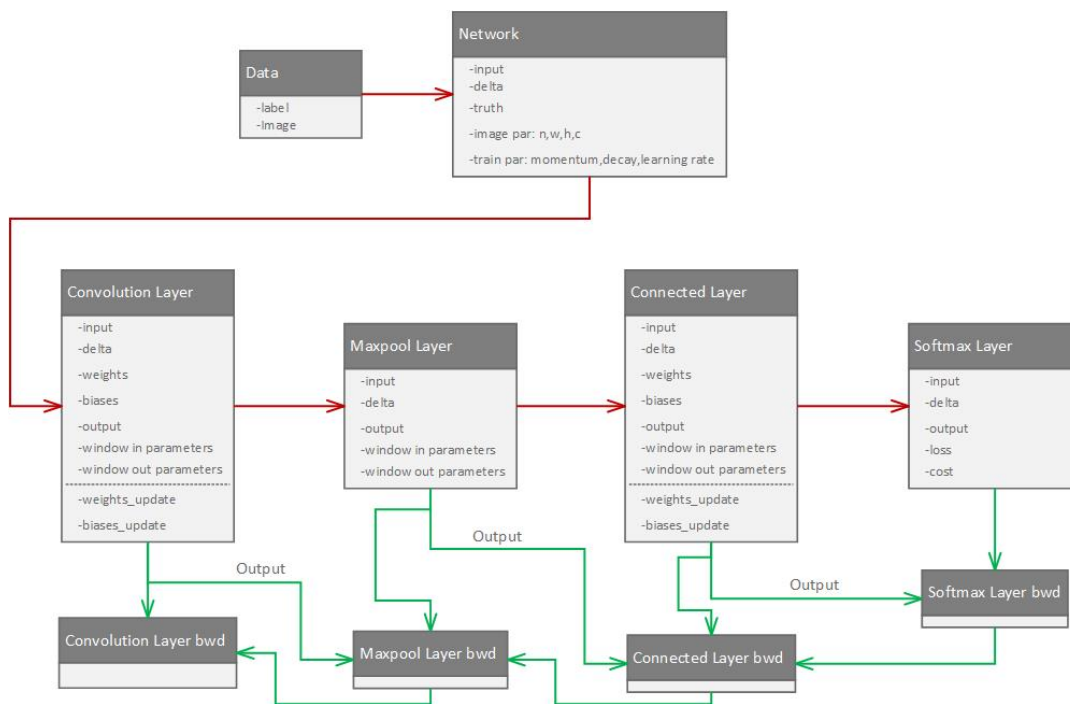 Network
-input
-delta
-truth
-image par: n,w,h,c
-train par: momentum,decay,learning rate
Data
-label
-Image
Convolution Layer
-input
-delta
-weights
-biases
-output
-window in parameters
-window out parameters
-weights_update
-biases_update
Maxpool Layer
-input
-delta
-output
-window in parameters
-window out parameters
Connected Layer
-input
-delta
-weights
-biases
-output
-window in parameters
-window out parameters
-weights_update
-biases_update
Softmax Layer
-input
-delta
-output
-loss
-cost
Output
Output
Convolution Layer bwd
Maxpool Layer bwd
Connected Layer bwd
Softmax Layer bwd